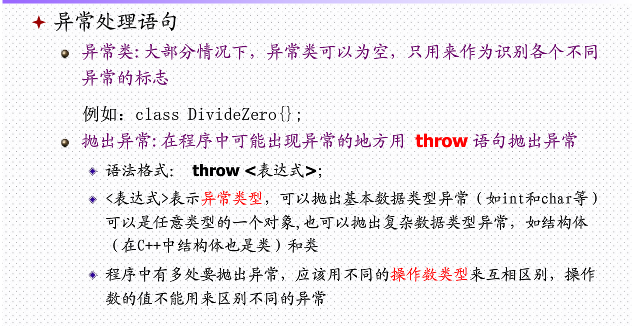 异常处理语句
异常类:大部分情况下，异常类可以为空，只用来作为识别各个不同
异常的标志
例如：class DivideZero{};
抛出异常:在程序中可能出现异常的地方用 throw 语句抛出异常
语法格式： throw <表达式>;
<表达式>表示异常类型，可以抛出基本数据类型异常（如int和char等）
可以是任意类型的一个对象,也可以抛出复杂数据类型异常，如结构体
（在C++中结构体也是类）和类
程序中有多处要抛出异常，应该用不同的操作数类型来互相区别，操作
数的值不能用来区别不同的异常